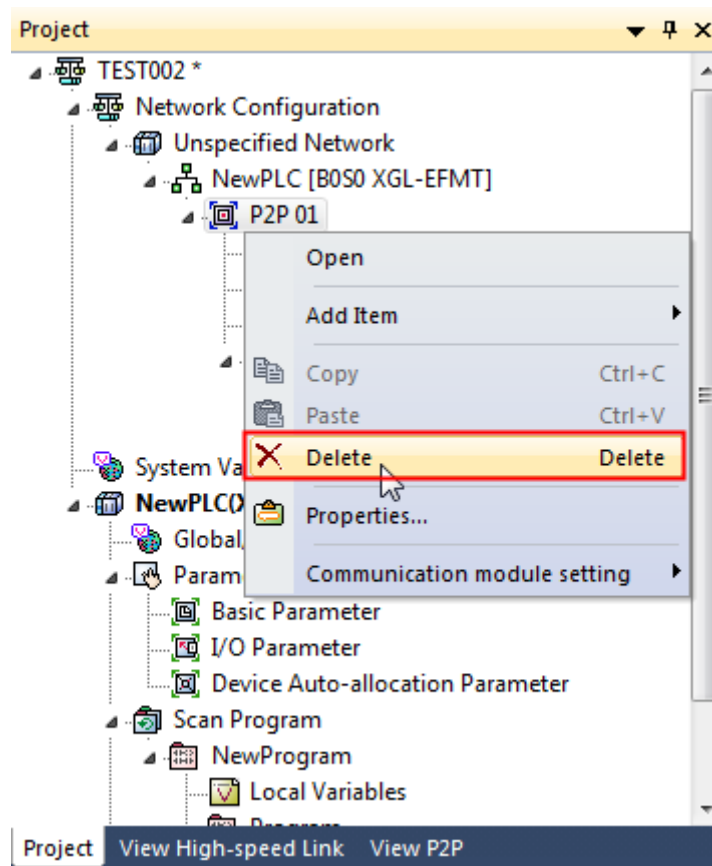 Project
TEST002 *
Network Configuration
Unspecified Network
NewPLC [B0S0 XGL-EFMT]
P2P 01
Open
Add Item
Copy Ctrl+C
Paste Ctrl+V
Delete Delete
System Va
NewPLC(X
Properties...
Global
Param
Communication module setting
Basic Parameter
I/O Parameter
Device Auto-allocation Parameter
Scan Program
NewProgram
Local Variables
Program
Project View High-speed Link View P2P